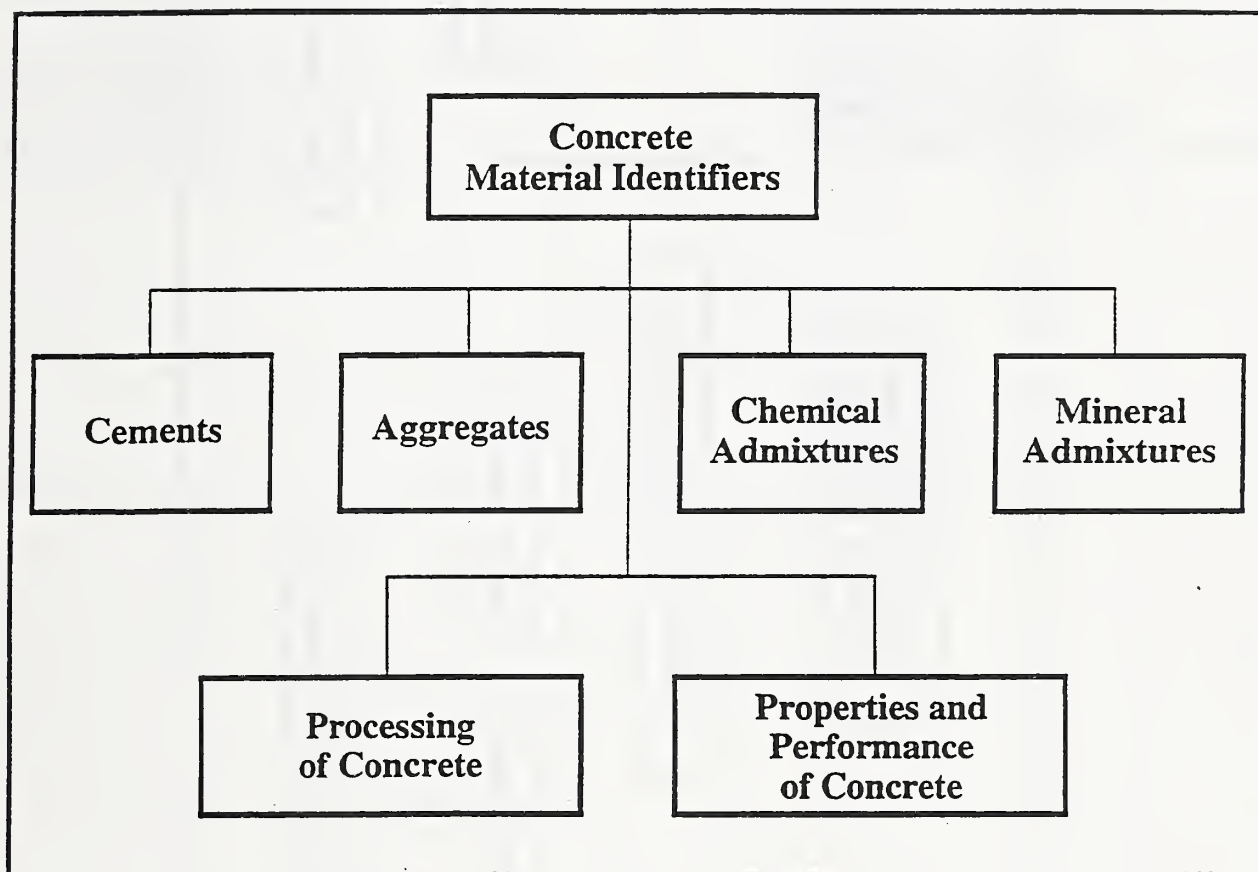 Concrete
Material Identifiers
Cements
Aggregates
Chemical
Admixtures
Mineral
Admixtures
Processing
of Concrete
Properties and
Performance
of Concrete